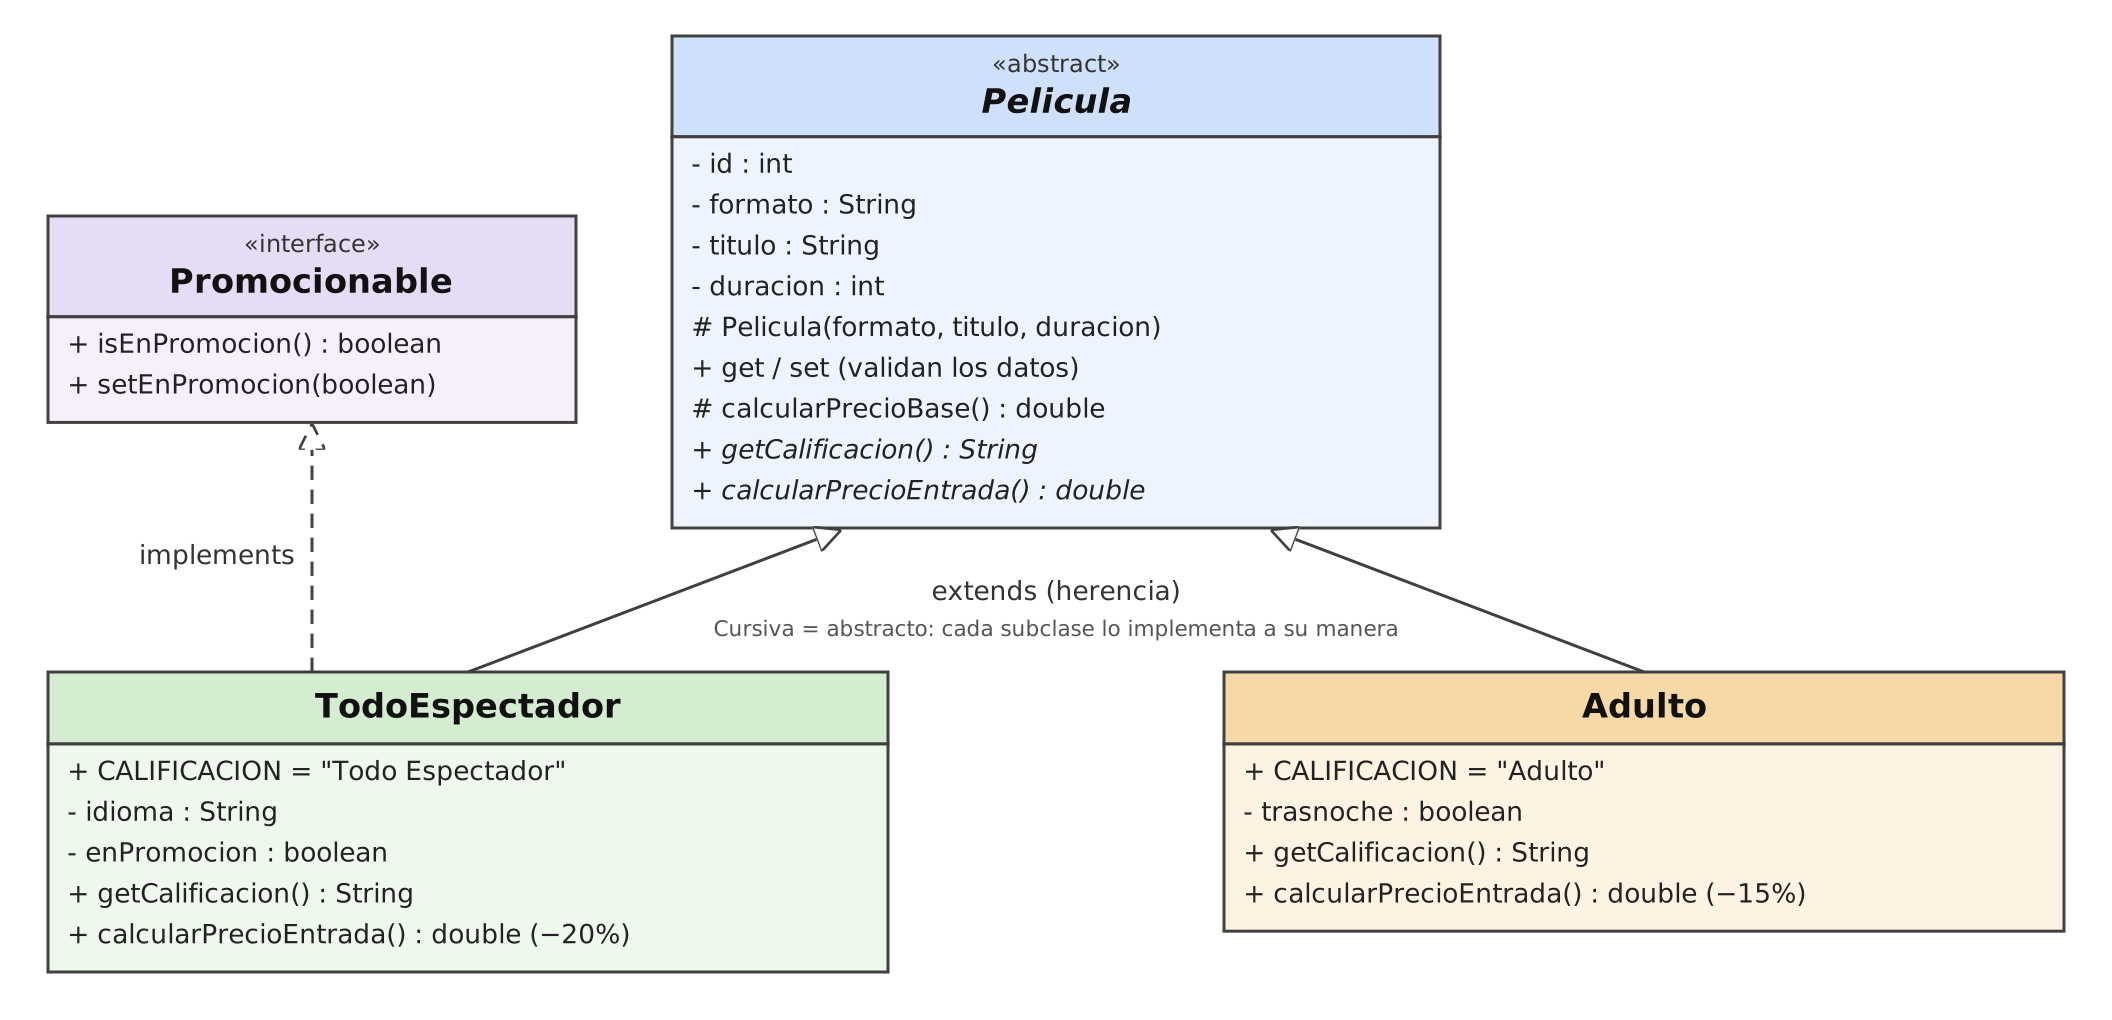 «abstract»
Pelicula
- id : int
- formato : String
- titulo : String
- duracion : int
# Pelicula(formato, titulo, duracion)
+ get / set (validan los datos)
# calcularPrecioBase() : double
+ getCalificacion() : String
+ calcularPrecioEntrada() : double
«interface»
Promocionable
+ isEnPromocion() : boolean
+ setEnPromocion(boolean)
implements
extends (herencia)
Cursiva = abstracto: cada subclase lo implementa a su manera
TodoEspectador
+ CALIFICACION = "Todo Espectador"
- idioma : String
- enPromocion : boolean
+ getCalificacion() : String
+ calcularPrecioEntrada() : double (−20%)
Adulto
+ CALIFICACION = "Adulto"
- trasnoche : boolean
+ getCalificacion() : String
+ calcularPrecioEntrada() : double (−15%)